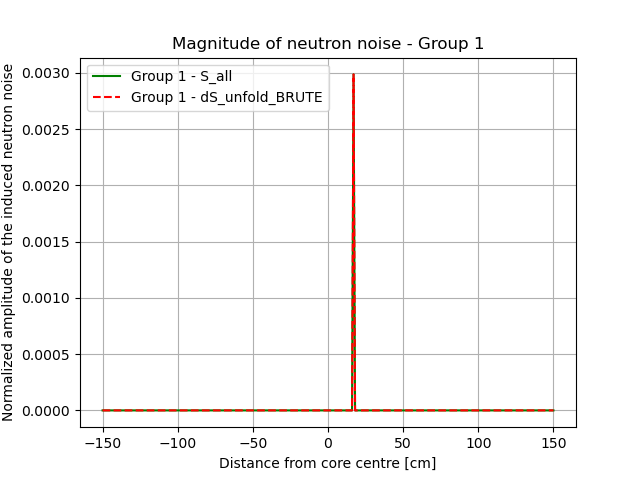 Magnitude of neutron noise - Group 1
Group 1 - S_all
Group 1 - dS_unfold_BRUTE
Normalized amplitude of the induced neutron noise
0.0030
0.0025
0.0020
0.0015
0.0010
0.0005
0.0000
−150 −100 −50 0 50 100 150
Distance from core centre [cm]